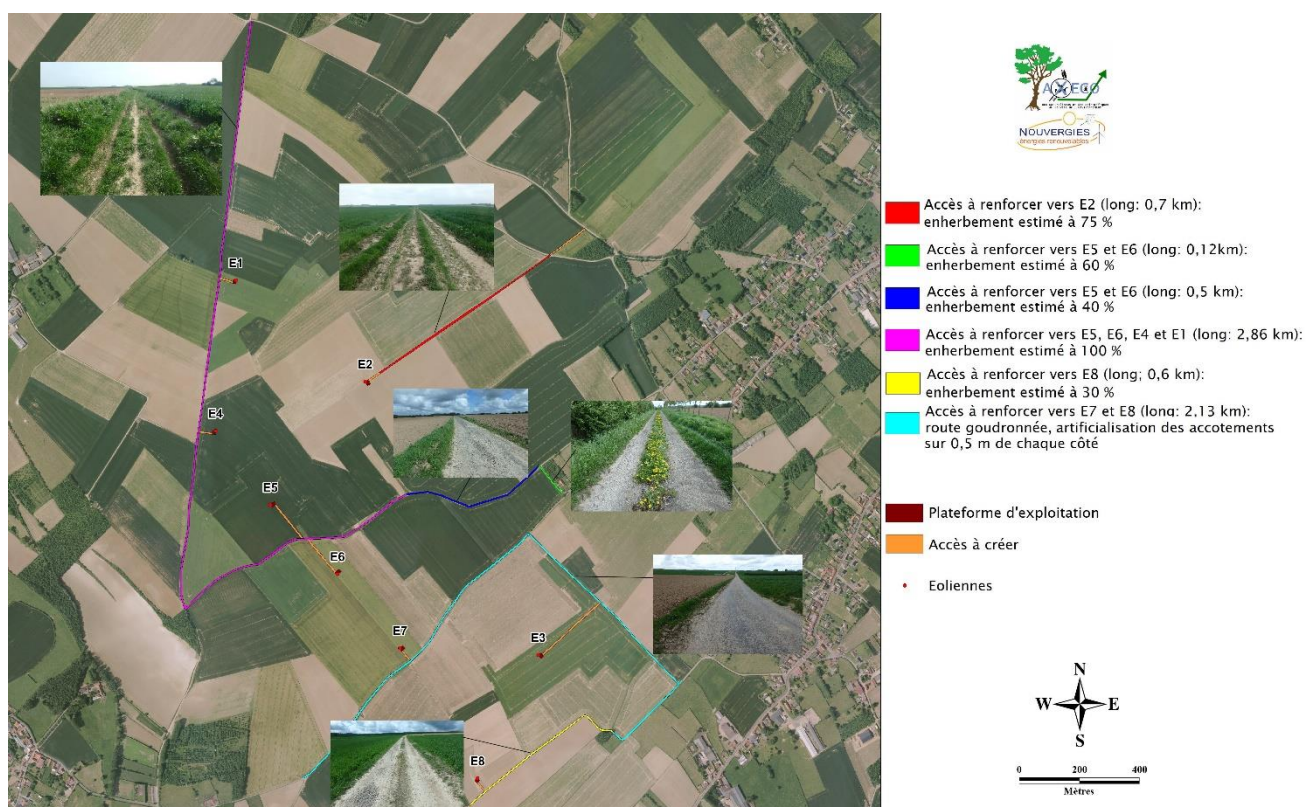 E1
E2
E4
E5
E6
E7
E3
E8
NOUVERGIES
énergies renouvelables
Accès à renforcer vers E2 (long: 0,7 km):
enherbement estimé à 75 %
Accès à renforcer vers E5 et E6 (long: 0,12km):
enherbement estimé à 60 %
Accès à renforcer vers E5 et E6 (long: 0,5 km):
enherbement estimé à 40 %
Accès à renforcer vers E5, E6, E4 et E1 (long: 2,86 km):
enherbement estimé à 100 %
Accès à renforcer vers E8 (long; 0,6 km):
enherbement estimé à 30 %
Accès à renforcer vers E7 et E8 (long: 2,13 km):
route goudronnée, artificialisation des accotements
sur 0,5 m de chaque côté
Plateforme d'exploitation
Accès à créer
Eoliennes
N
W E
S
0 200 400
Mètres